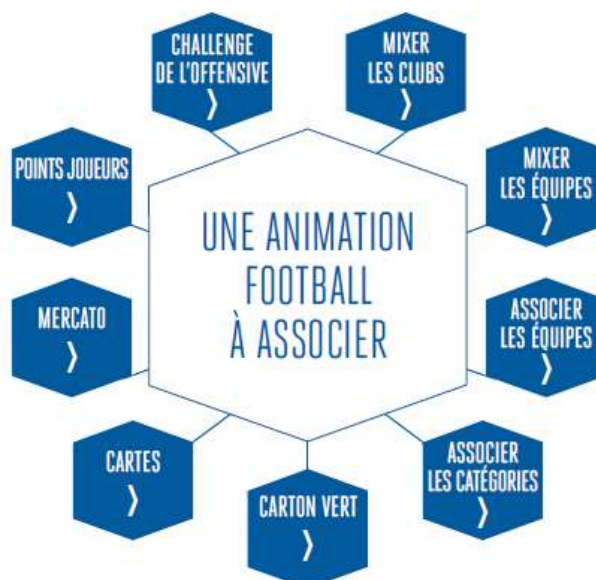 CHALLENGE
DE L'OFFENSIVE
MIXER
LES CLUBS
POINTS JOUEURS
MIXER
LES ÉQUIPES
UNE ANIMATION
FOOTBALL
À ASSOCIER
MERCATO
ASSOCIER
LES ÉQUIPES
CARTES
CARTON VERT
ASSOCIER
LES CATÉGORIES